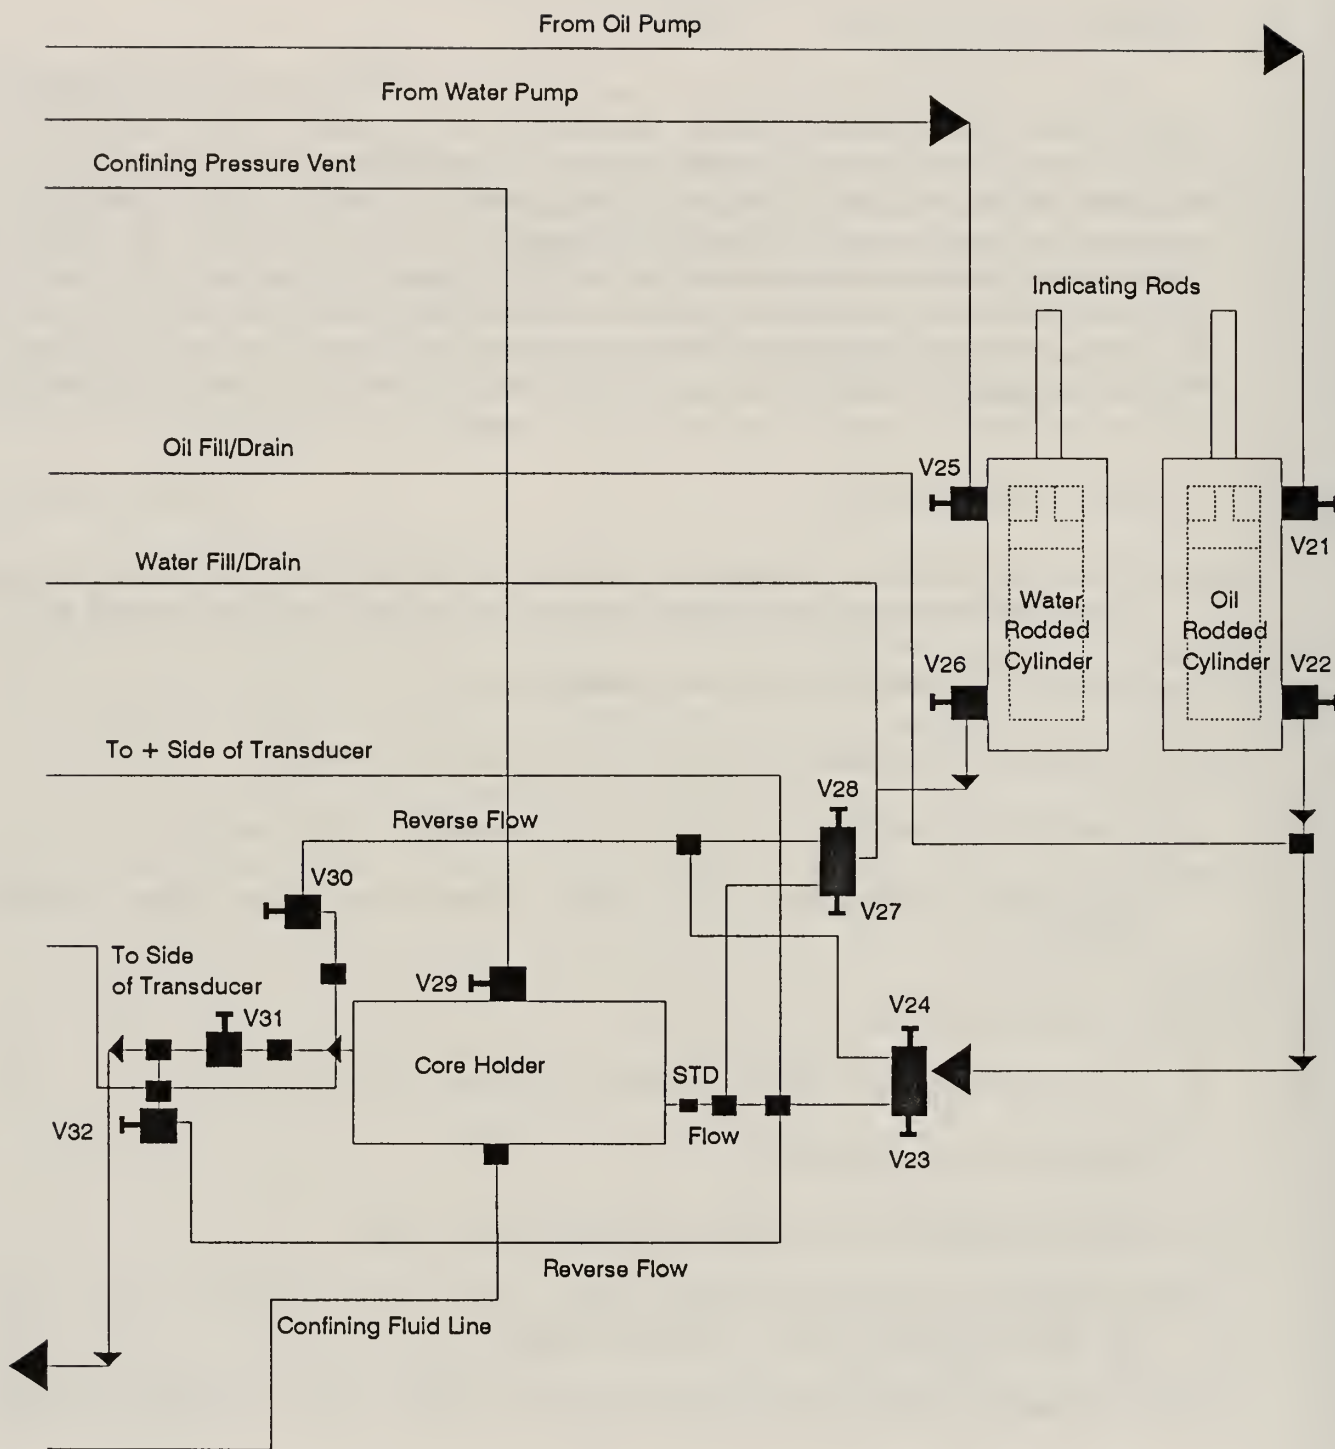 From Oil Pump
From Water Pump
Confining Pressure Vent
Indicating Rods
Oil Fill/Drain
V25
V21
Water Fill/Drain
Water
Rodded
Cylinder
Oil
Rodded
Cylinder
V26
V22
To + Side of Transducer
V28
Reverse Flow
V30
V27
To Side
of Transducer
V29
V31
V24
Core Holder
STD
V32
Flow
V23
Reverse Flow
Confining Fluid Line